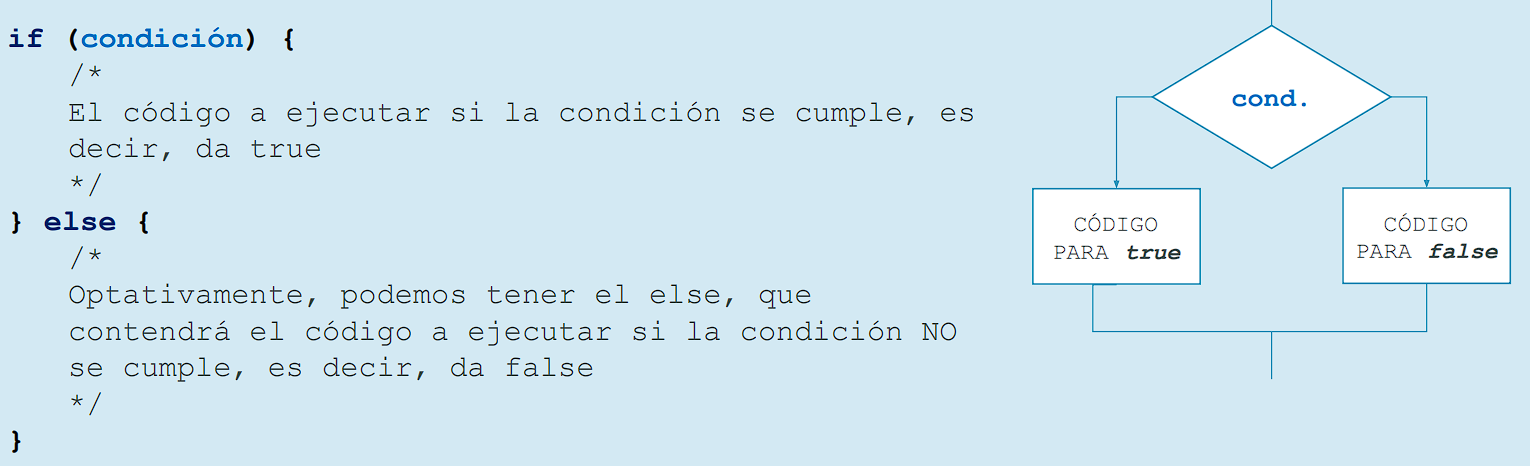 if (condición) {
/*
El código a ejecutar si la condición se cumple, es
decir, da true
*/
} else {
/*
Optativamente, podemos tener el else, que
contendrá el código a ejecutar si la condición NO
se cumple, es decir, da false
*/
}
cond.
CÓDIGO
PARA true
CÓDIGO
PARA false